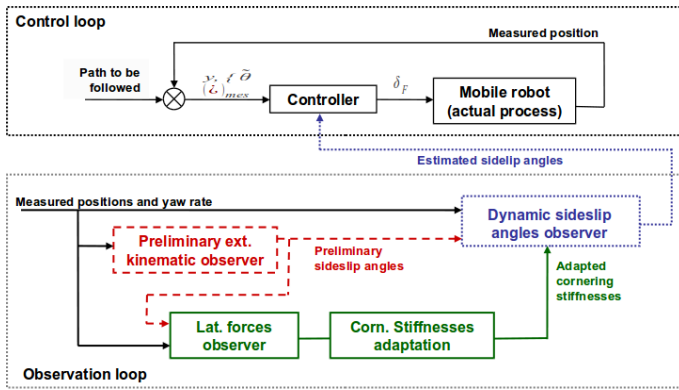 Control loop
Measured position
Path to be
followed
Controller
δ_F
Mobile robot
(actual process)
Estimated sidelip angles
Measured positions and yaw rate
Preliminary ext.
kinematic observer
Preliminary
sideslip angles
Dynamic sideslip
angles observer
Adapted
cornering
stiffnesses
Lat. forces
observer
Corn. Stiffnesses
adaptation
Observation loop